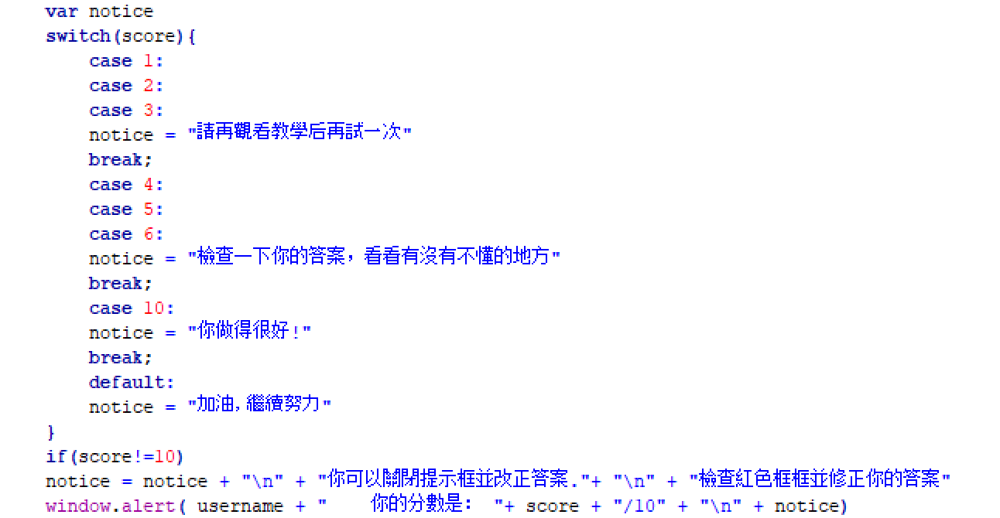 var notice
switch(score){
case 1:
case 2:
case 3:
notice = "請再觀看教學后再試一次"
break;
case 4:
case 5:
case 6:
notice = "檢查一下你的答案，看看有沒有不懂的地方"
break;
case 10:
notice = "你做得很好!"
break;
default:
notice = "加油,繼續努力"
}
if(score!=10)
notice = notice + "\n" + "你可以關閉提示框並改正答案."+ "\n" + "檢查紅色框框並修正你的答案"
window.alert( username + "    你的分數是： "+ score + "/10" + "\n" + notice)